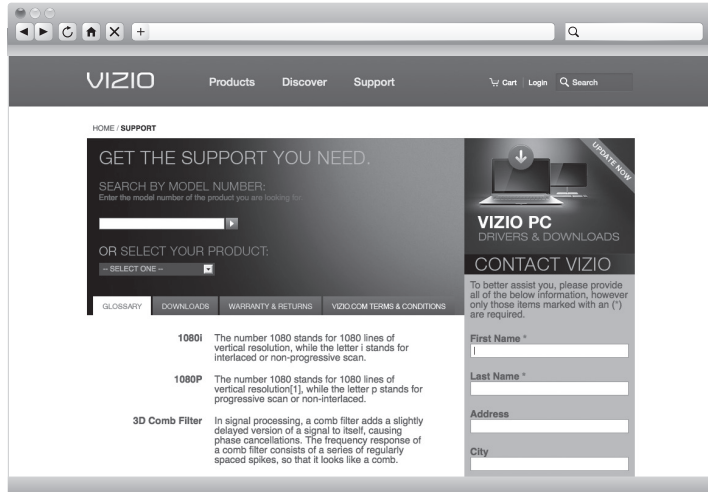 VIZIO
Products Discover Support
Cart Login Search
HOME / SUPPORT
GET THE SUPPORT YOU NEED.
SEARCH BY MODEL NUMBER:
Enter the model number of the product you are looking for.
OR SELECT YOUR PRODUCT:
-- SELECT ONE --
GLOSSARY DOWNLOADS WARRANTY & RETURNS VIZIO.COM TERMS & CONDITIONS
1080i The number 1080 stands for 1080 lines of
vertical resolution, while the letter i stands for
interlaced or non-progressive scan.
1080P The number 1080 stands for 1080 lines of
vertical resolution[1], while the letter p stands for
progressive scan or non-interlaced.
3D Comb Filter In signal processing, a comb filter adds a slightly
delayed version of a signal to itself, causing
phase cancellations. The frequency response of
a comb filter consists of a series of regularly
spaced spikes, so that it looks like a comb.
UPDATE NOW
VIZIO PC
DRIVERS & DOWNLOADS
CONTACT VIZIO
To better assist you, please provide
all of the below information, however
only those items marked with an (*)
are required.
First Name *
Last Name *
Address
City